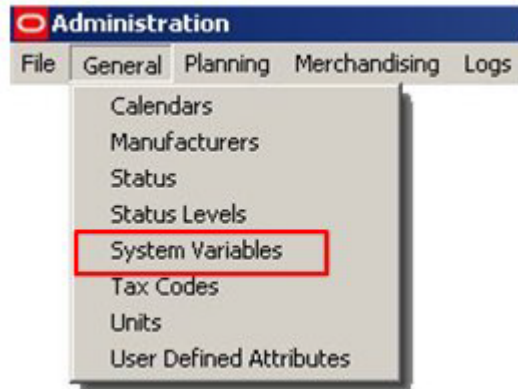 Administration
File General Planning Merchandising Logs
Calendars
Manufacturers
Status
Status Levels
System Variables
Tax Codes
Units
User Defined Attributes